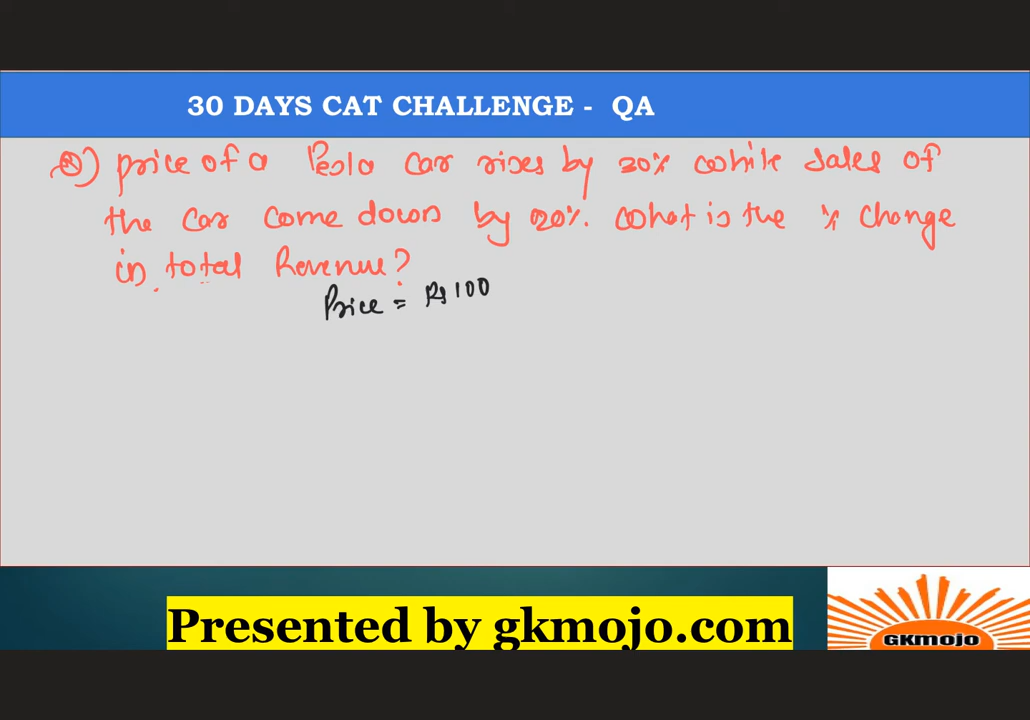 30 DAYS CAT CHALLENGE - QA
Q) price of a Tesla car rises by 30% while sales of
the car come down by 20%. What is the % change
in total Revenue?
Price = Rs 100
Presented by gkmojo.com
GKmojo